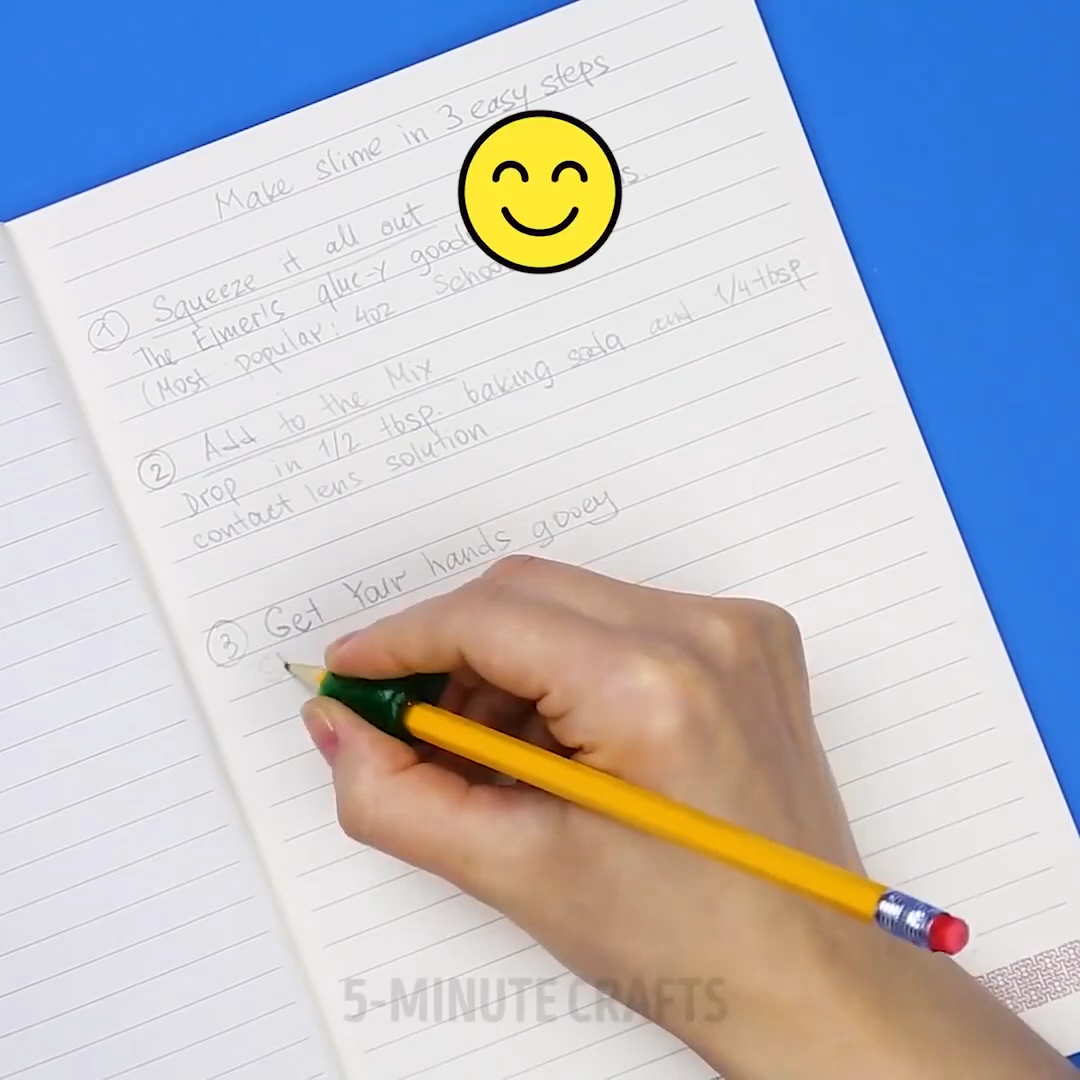 Make slime in 3 easy steps
1 Squeeze it all out
The Elmer's glue-y
(Most popular: 4oz
2 Add to the Mix
Drop in 1/2 tbsp. baking soda and 1/4 tbsp
contact lens solution
3 Get Your hands gooey
5-MINUTE CRAFTS